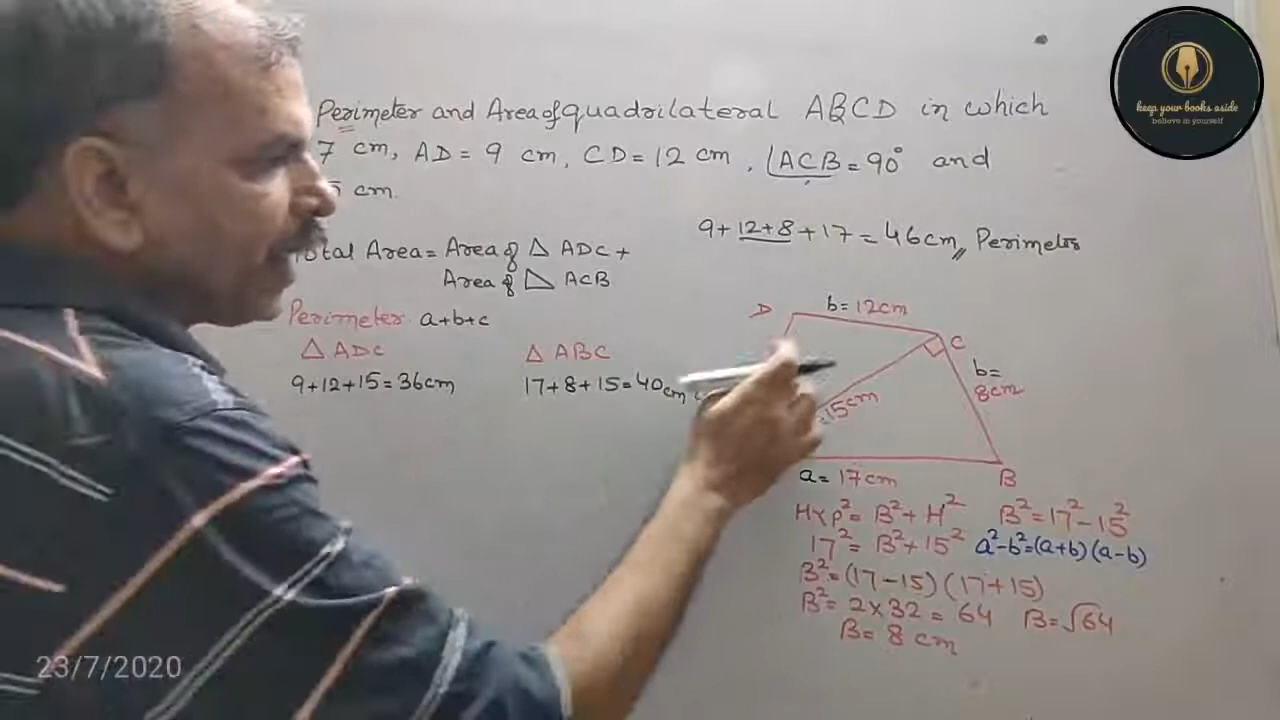 Perimeter and Area of quadrilateral ABCD in which
7 cm, AD = 9 cm, CD = 12 cm, ∠ACB = 90° and
cm.
9 + 12 + 8 + 17 = 46cm,, Perimeter
Total Area = Area of △ ADC +
Area of ◺ ACB
Perimeter a+b+c
△ ADC
9+12+15 = 36cm
△ ABC
17+8+15 = 40cm
D
b = 12cm
C
b =
8cm
15cm
a = 17cm
B
Hyp² = B² + H²
B² = 17² - 15²
17² = B² + 15²
a²-b²=(a+b)(a-b)
B² = (17-15) (17+15)
B² = 2 × 32 = 64
B = √64
B = 8 cm
keep your books aside
believe in yourself
23/7/2020